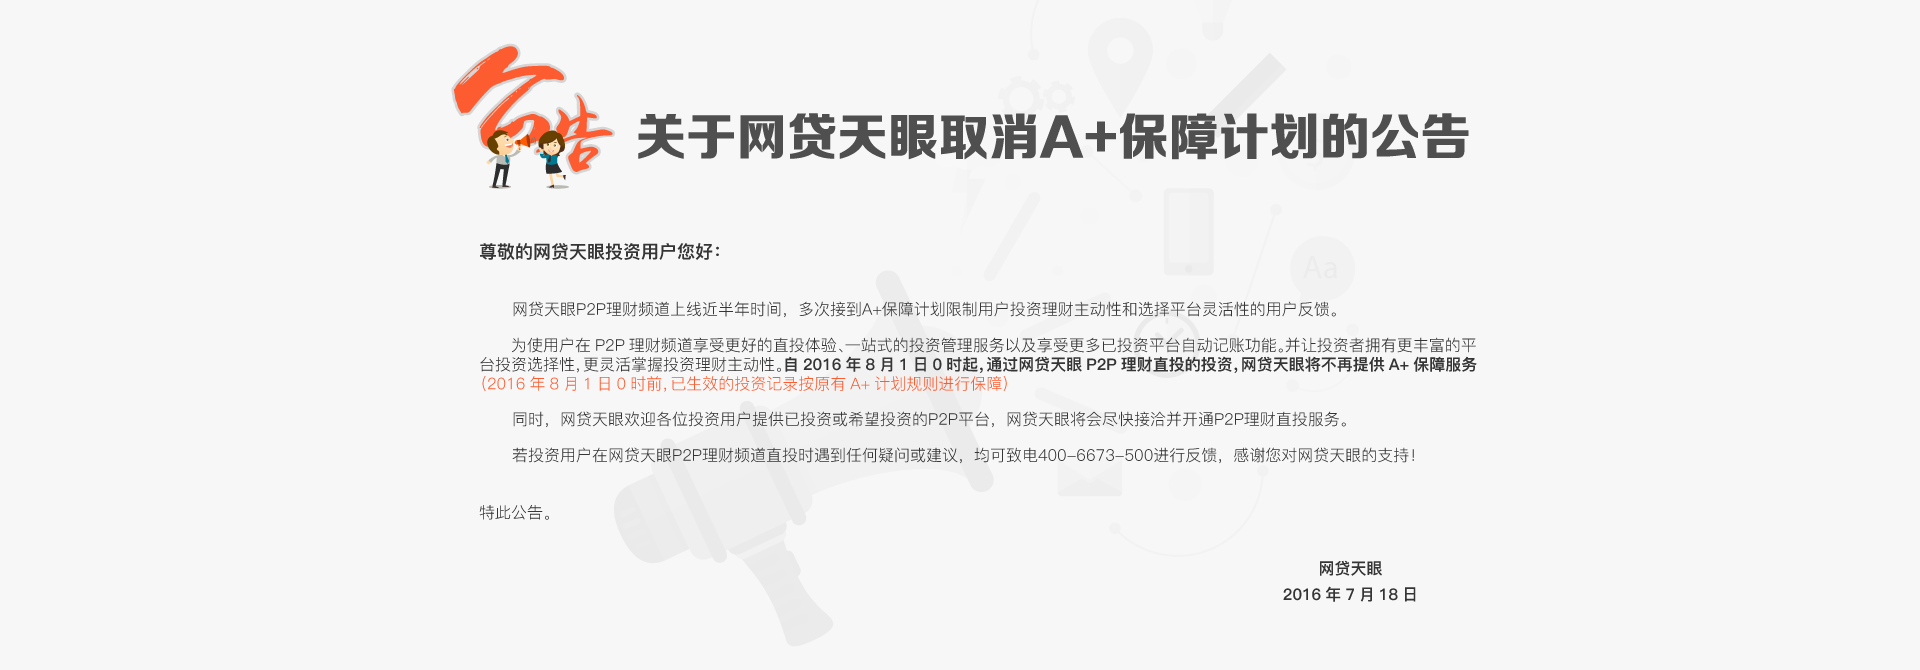 公告
关于网贷天眼取消A+保障计划的公告
尊敬的网贷天眼投资用户您好：
网贷天眼P2P理财频道上线近半年时间，多次接到A+保障计划限制用户投资理财主动性和选择平台灵活性的用户反馈。
为使用户在 P2P 理财频道享受更好的直投体验、一站式的投资管理服务以及享受更多已投资平台自动记账功能。并让投资者拥有更丰富的平
台投资选择性，更灵活掌握投资理财主动性。自 2016 年 8 月 1 日 0 时起，通过网贷天眼 P2P 理财直投的投资，网贷天眼将不再提供 A+ 保障服务
（2016 年 8 月 1 日 0 时前，已生效的投资记录按原有 A+ 计划规则进行保障）
同时，网贷天眼欢迎各位投资用户提供已投资或希望投资的P2P平台，网贷天眼将会尽快接洽并开通P2P理财直投服务。
若投资用户在网贷天眼P2P理财频道直投时遇到任何疑问或建议，均可致电400-6673-500进行反馈，感谢您对网贷天眼的支持！
特此公告。
网贷天眼
2016 年 7 月 18 日
Aa